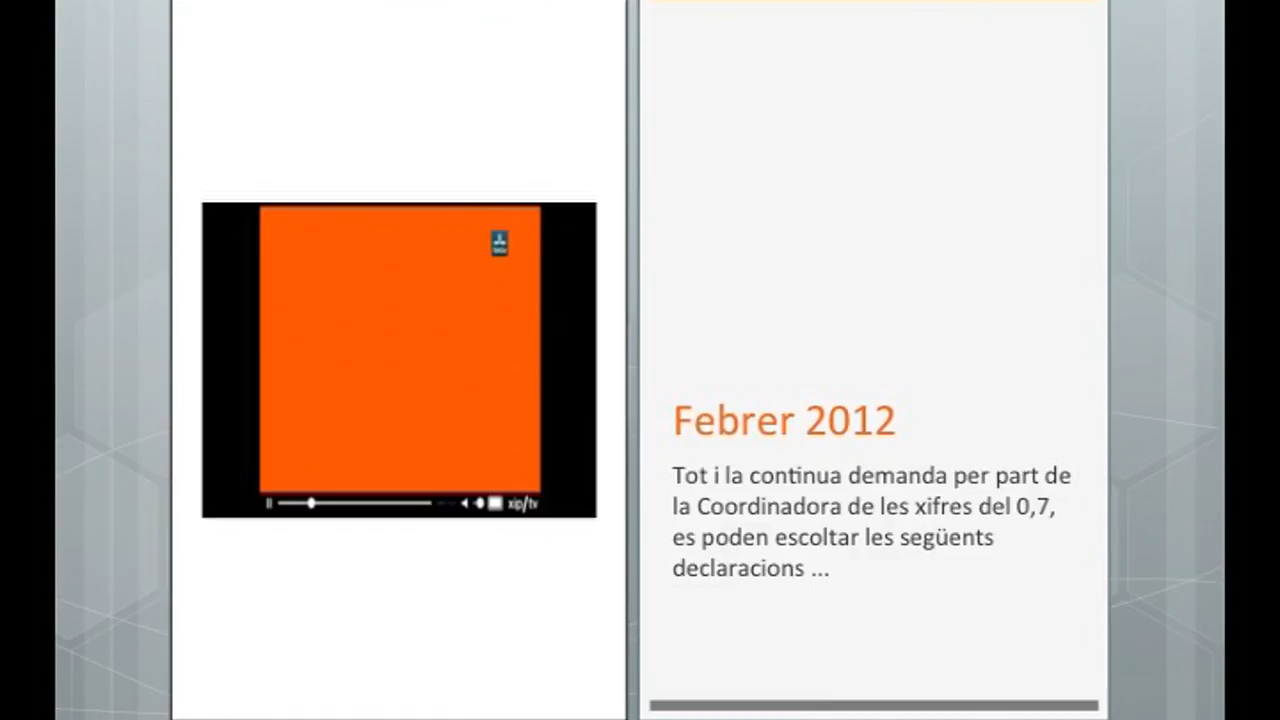 xip/tv
Febrer 2012
Tot i la continua demanda per part de
la Coordinadora de les xifres del 0,7,
es poden escoltar les següents
declaracions ...